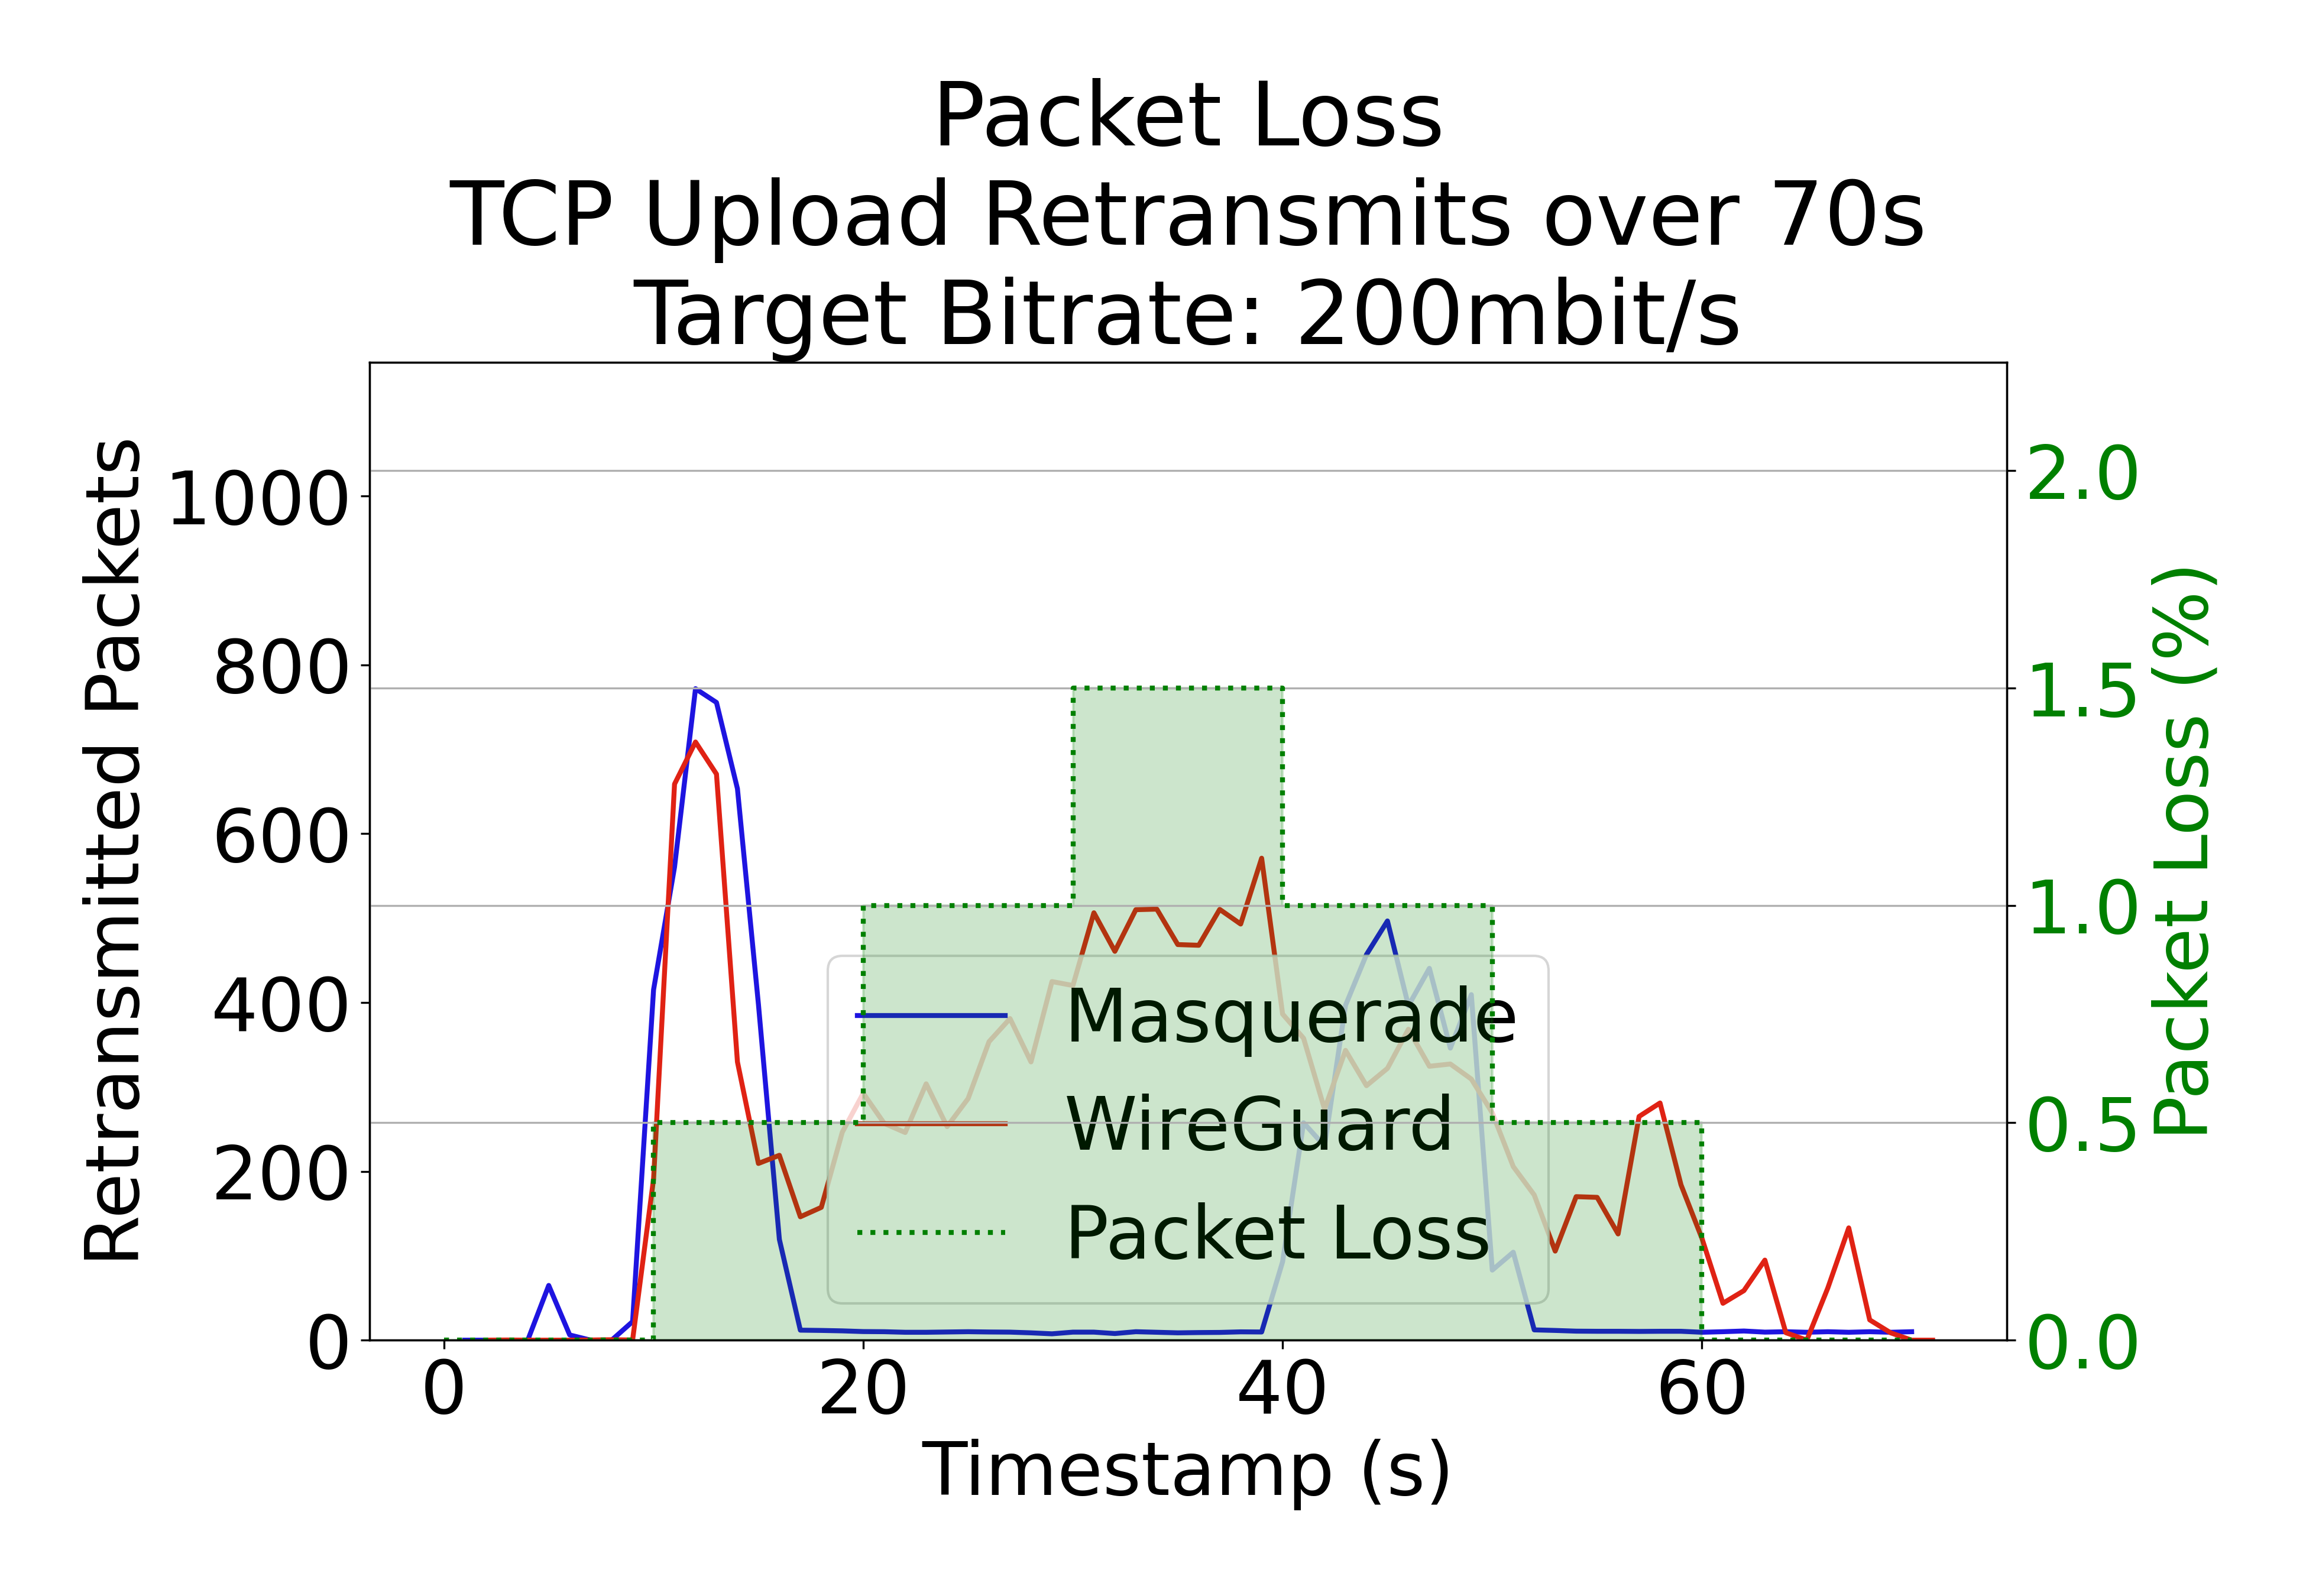 Packet Loss
TCP Upload Retransmits over 70s
Target Bitrate: 200mbit/s
Retransmitted Packets
1000
800
600
400
200
0
2.0
1.5
1.0
0.5
0.0
Packet Loss (%)
Masquerade
WireGuard
Packet Loss
0 20 40 60
Timestamp (s)